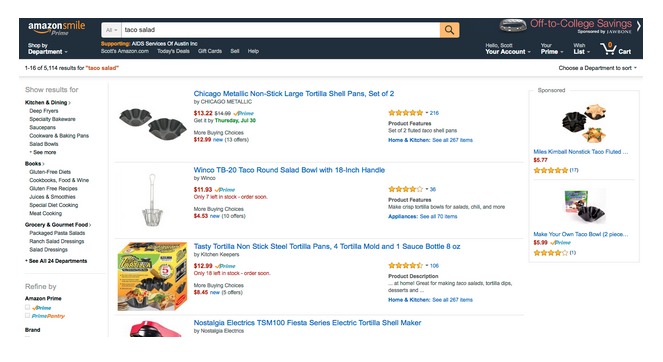 amazonsmile
Prime
All
taco salad
Off-to-College Savings
Sponsored by JAWBONE
Shop by
Department
Supporting: AIDS Services Of Austin Inc
Scott's Amazon.com Today's Deals Gift Cards Sell Help
Hello, Scott
Your Account
Your
Prime
Wish
List
0
Cart
1-16 of 5,114 results for "taco salad"
Choose a Department to sort
Show results for
Kitchen & Dining
Deep Fryers
Specialty Bakeware
Saucepans
Cookware & Baking Pans
Salad Bowls
See more
Books
Gluten-Free Diets
Cookbooks, Food & Wine
Gluten Free Recipes
Juices & Smoothies
Special Diet Cooking
Meat Cooking
Grocery & Gourmet Food
Packaged Pasta Salads
Ranch Salad Dressings
Salad Dressings
See All 24 Departments
Refine by
Amazon Prime
Prime
PrimePantry
Brand
Chicago Metallic Non-Stick Large Tortilla Shell Pans, Set of 2
by CHICAGO METALLIC
$13.22 $14.99 Prime
Get it by Thursday, Jul 30
More Buying Choices
$12.99 new (13 offers)
216
Product Features
Set of 2 fluted taco shell pans
Home & Kitchen: See all 267 items
Winco TB-20 Taco Round Salad Bowl with 18-Inch Handle
by Winco
$11.93 Prime
Only 7 left in stock - order soon.
More Buying Choices
$4.53 new (10 offers)
36
Product Features
Make crisp tortilla bowls for salads, chili, and more
Appliances: See all 70 items
Tasty Tortilla Non Stick Steel Tortilla Pans, 4 Tortilla Mold and 1 Sauce Bottle 8 oz
by Kitchen Keepers
$12.99 Prime
Only 18 left in stock - order soon.
More Buying Choices
$8.45 new (5 offers)
106
Product Description
... at home! Great for making taco salads, tortilla dips,
desserts and ...
Home & Kitchen: See all 267 items
Nostalgia Electrics TSM100 Fiesta Series Electric Tortilla Shell Maker
by Nostalgia Electrics
Sponsored
Miles Kimball Nonstick Taco Fluted ...
$5.77
(17)
Make Your Own Taco Bowl (2 piece...
$5.99 Prime
(1)